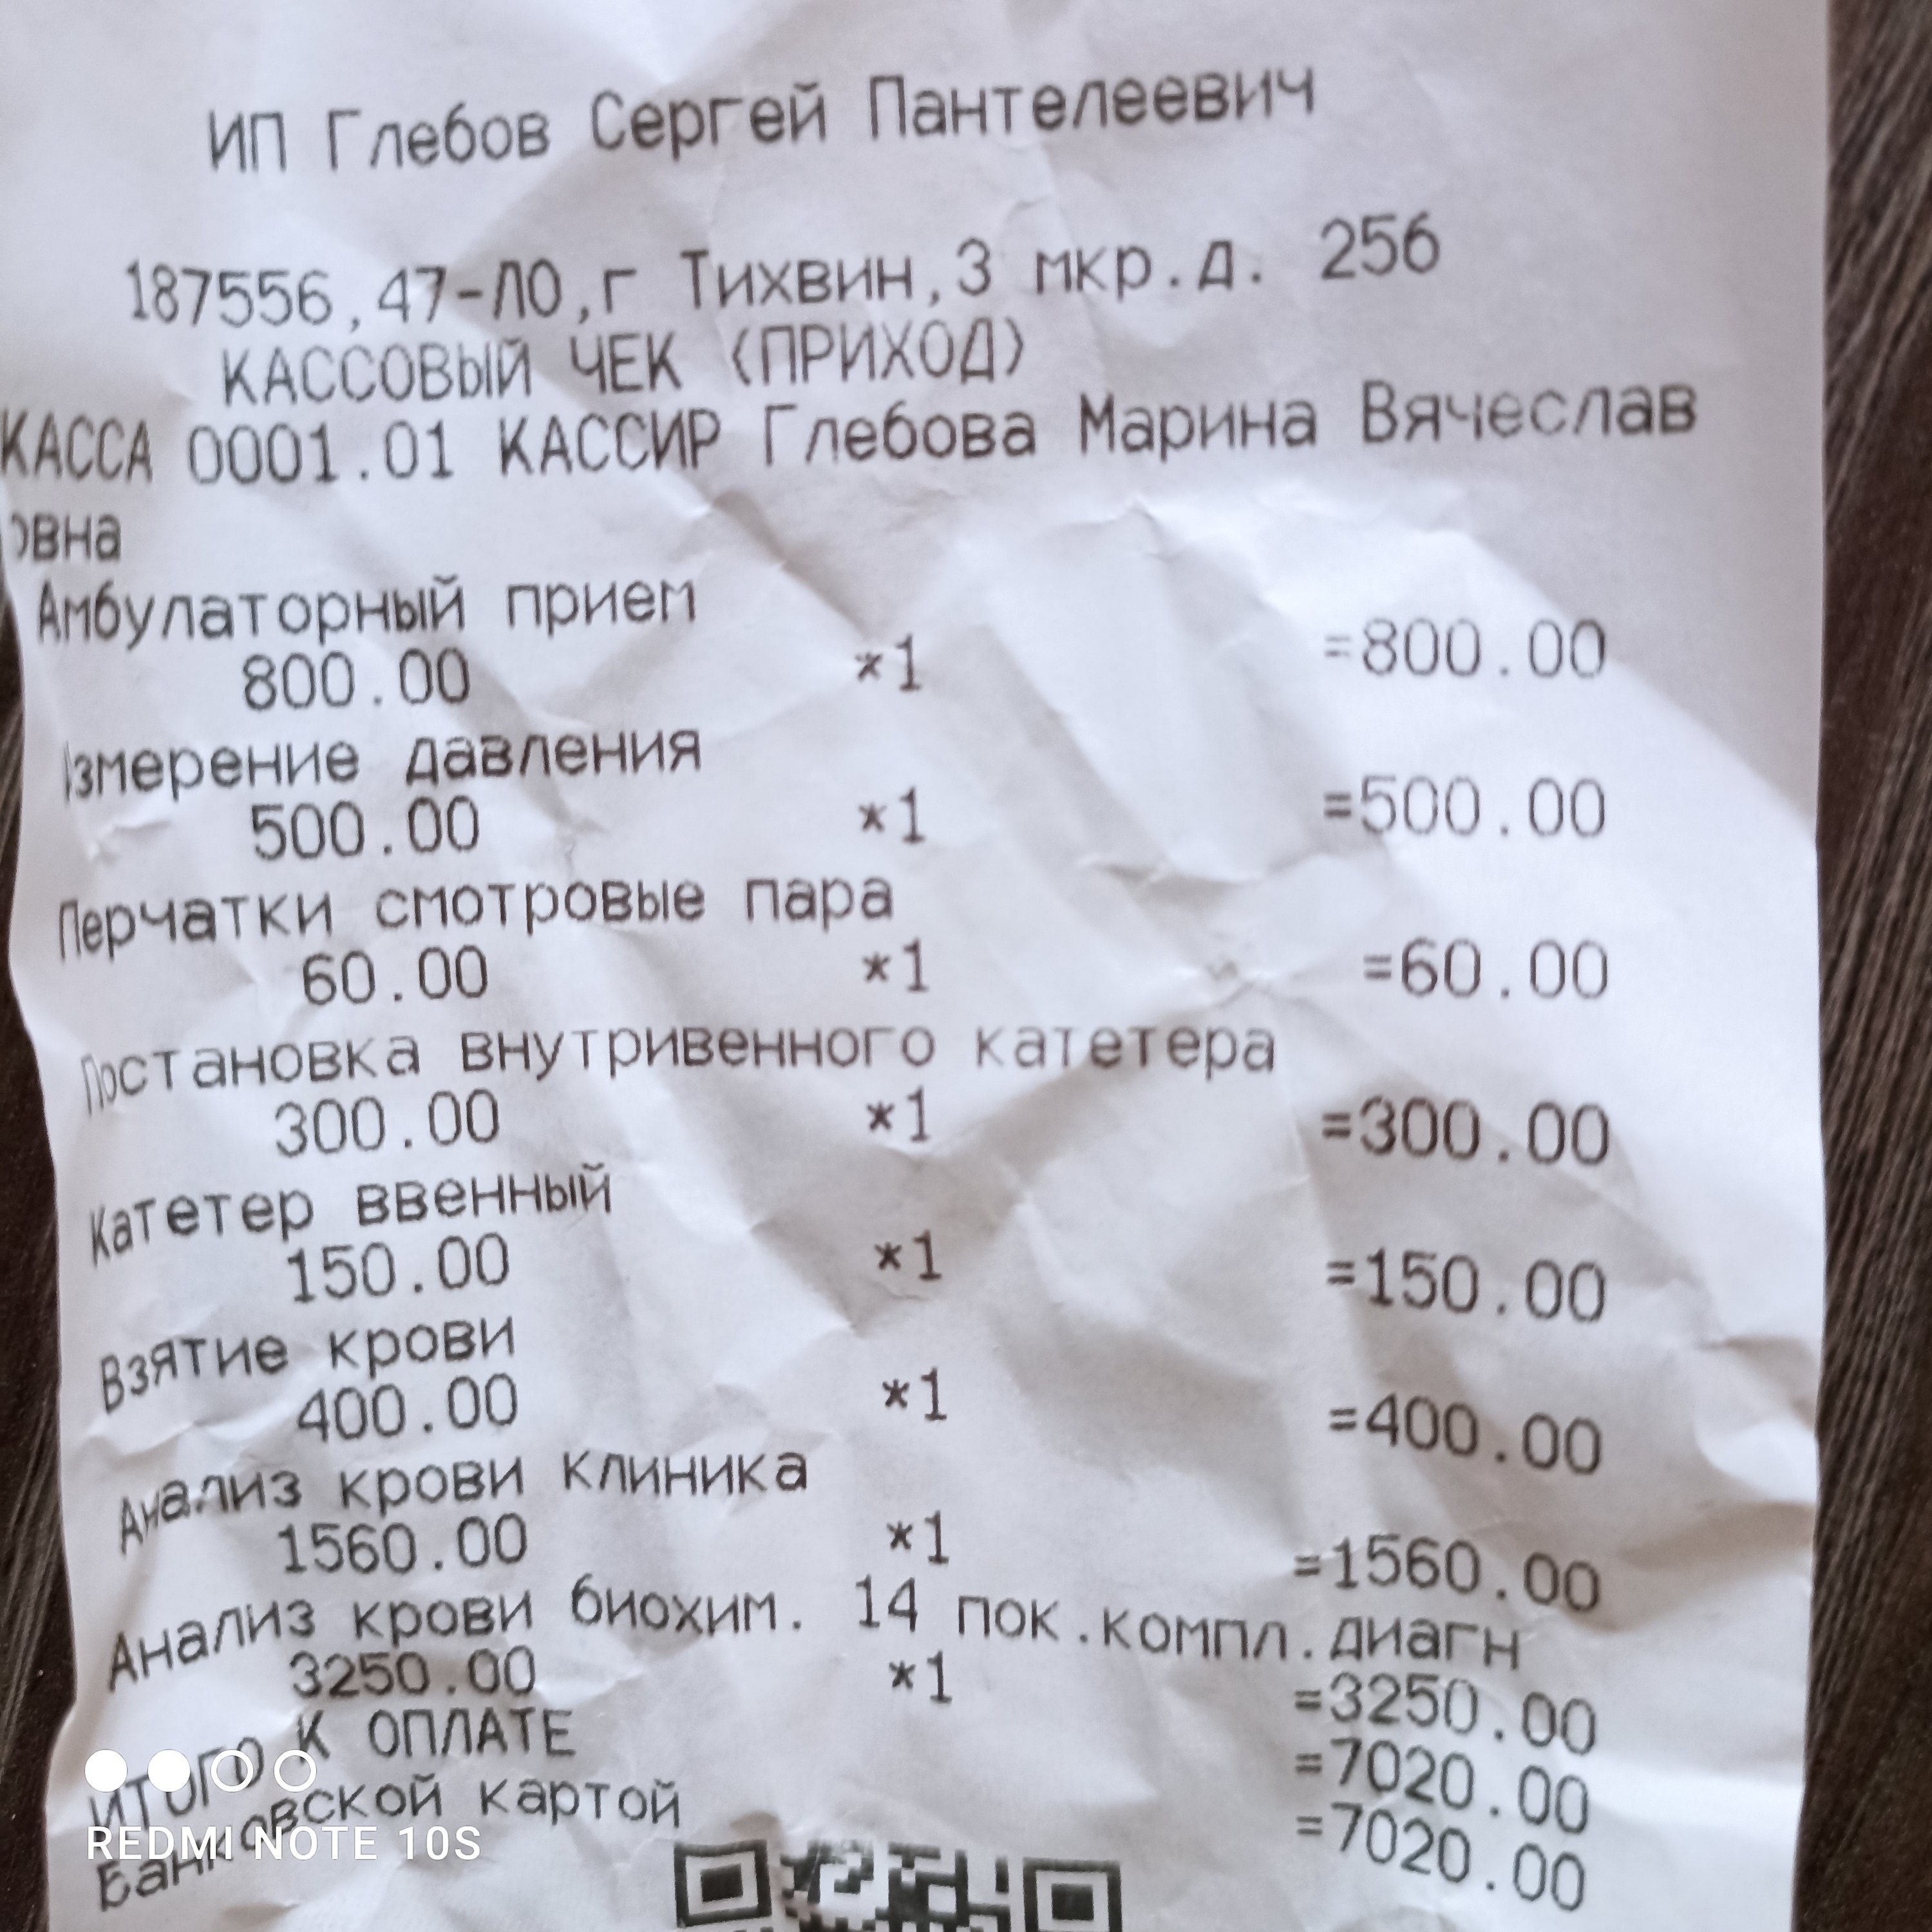 ИП Глебов Сергей Пантелеевич
187556,47-ЛО,г Тихвин,3 мкр.д. 25б
КАССОВЫЙ ЧЕК (ПРИХОД)
КАССА 0001.01 КАССИР Глебова Марина Вячеслав
овна
Амбулаторный прием
800.00 *1 =800.00
Измерение давления
500.00 *1 =500.00
Перчатки смотровые пара
60.00 *1 =60.00
Постановка внутривенного катетера
300.00 *1 =300.00
Катетер ввенный
150.00 *1 =150.00
Взятие крови
400.00 *1 =400.00
Анализ крови клиника
1560.00 *1 =1560.00
Анализ крови биохим. 14 пок.компл.диагн
3250.00 *1 =3250.00
ИТОГО К ОПЛАТЕ =7020.00
Банковской картой =7020.00
REDMI NOTE 10S